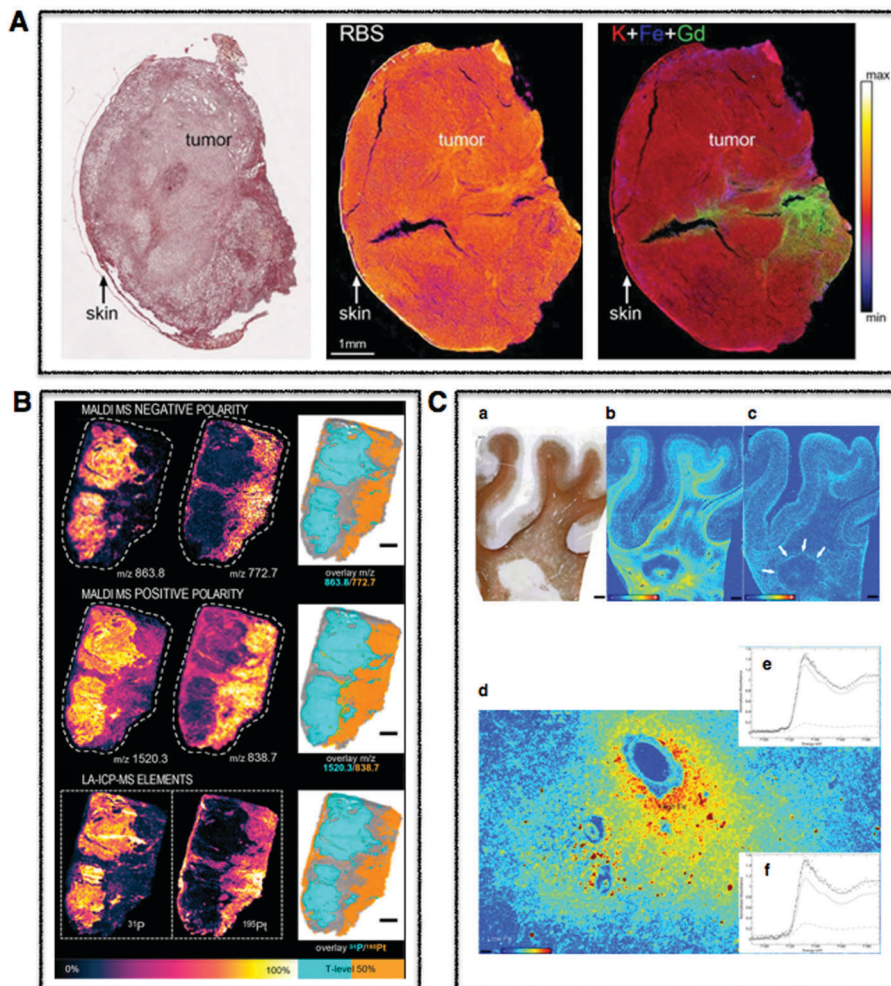 A
RBS
K+Fe+Gd
tumor
tumor
tumor
skin
skin
skin
1mm
max
min
B
MALDI MS NEGATIVE POLARITY
m/z 863.8
m/z 772.7
overlay m/z
863.8/772.7
MALDI MS POSITIVE POLARITY
m/z 1520.3
m/z 838.7
overlay m/z
1520.3/838.7
LA-ICP-MS ELEMENTS
31P
195Pt
overlay 31P/195Pt
0%
100%
T-level 50%
C
a
b
c
d
e
f